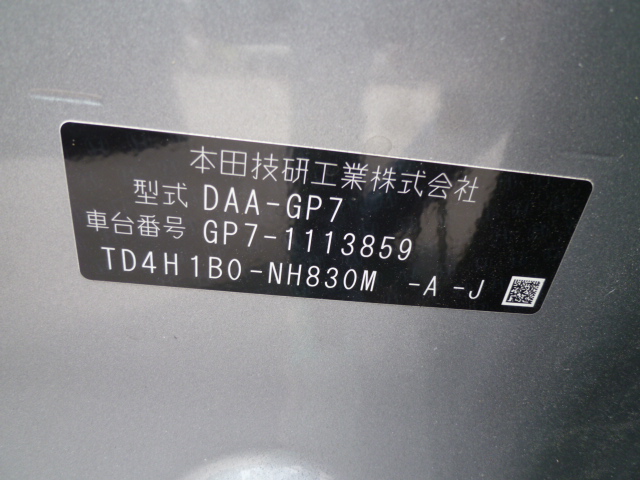 本田技研工業株式会社
型式 DAA-GP7
車台番号 GP7-1113859
TD4H1B0-NH830M -A -J